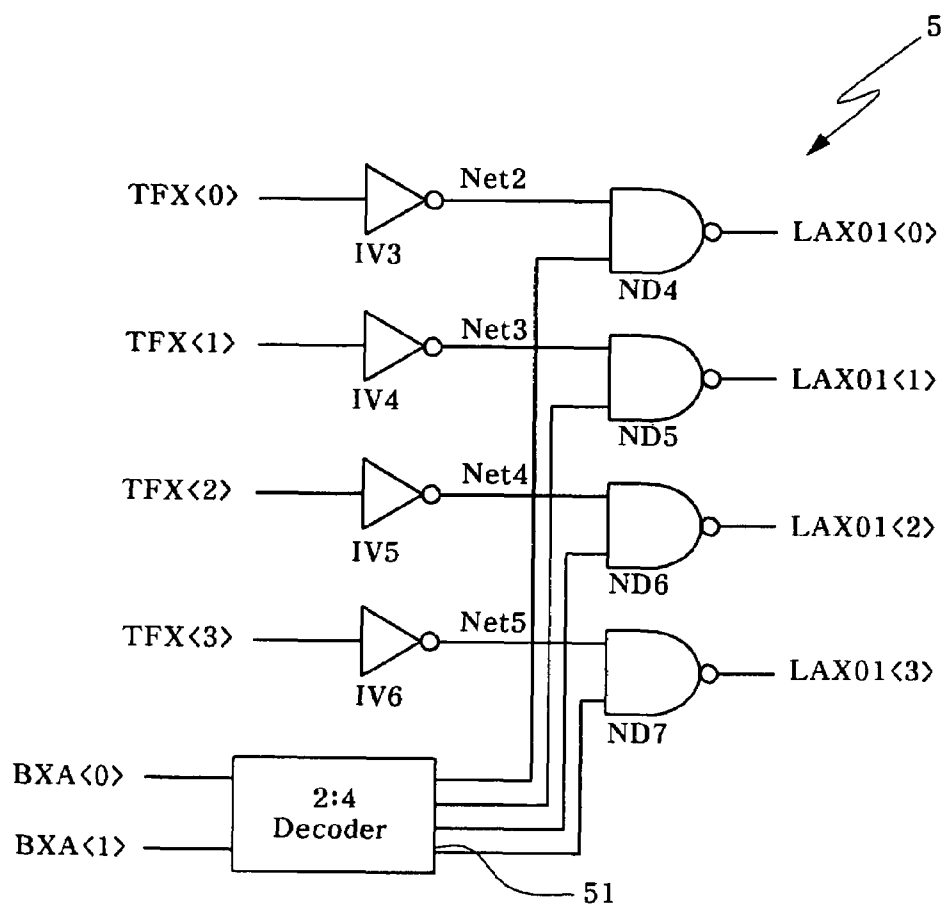 5
TFX<0>
Net2
LAX01<0>
IV3
ND4
TFX<1>
Net3
LAX01<1>
IV4
ND5
TFX<2>
Net4
LAX01<2>
IV5
ND6
TFX<3>
Net5
LAX01<3>
IV6
ND7
BXA<0>
2:4
Decoder
BXA<1>
51